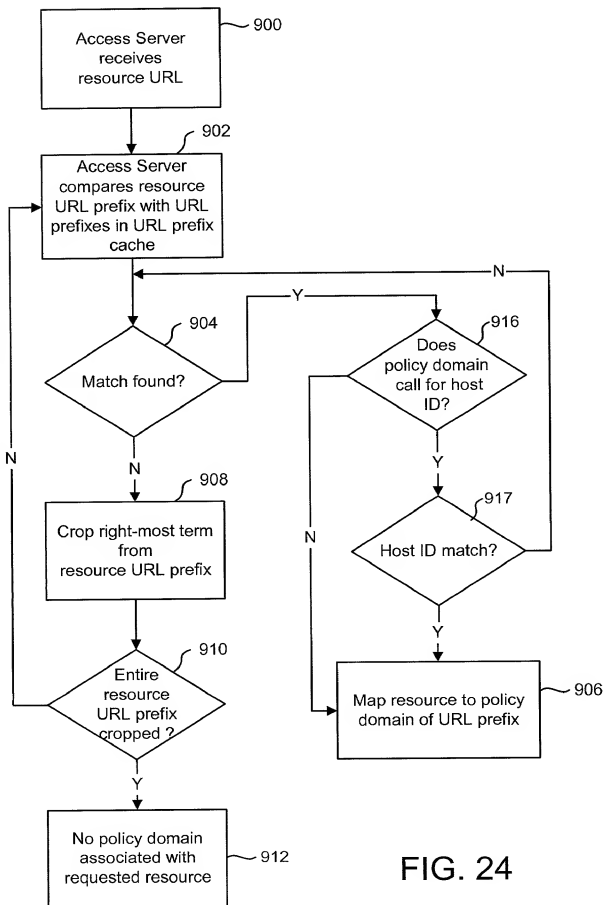 Access Server
receives
resource URL
900
902
Access Server
compares resource
URL prefix with URL
prefixes in URL prefix
cache
N
Y
904
Match found?
916
Does
policy domain
call for host
ID?
N
N
908
Crop right-most term
from
resource URL prefix
Y
917
Host ID match?
N
910
Entire
resource
URL prefix
cropped ?
Y
Map resource to policy
domain of URL prefix
906
Y
No policy domain
associated with
requested resource
912
FIG. 24